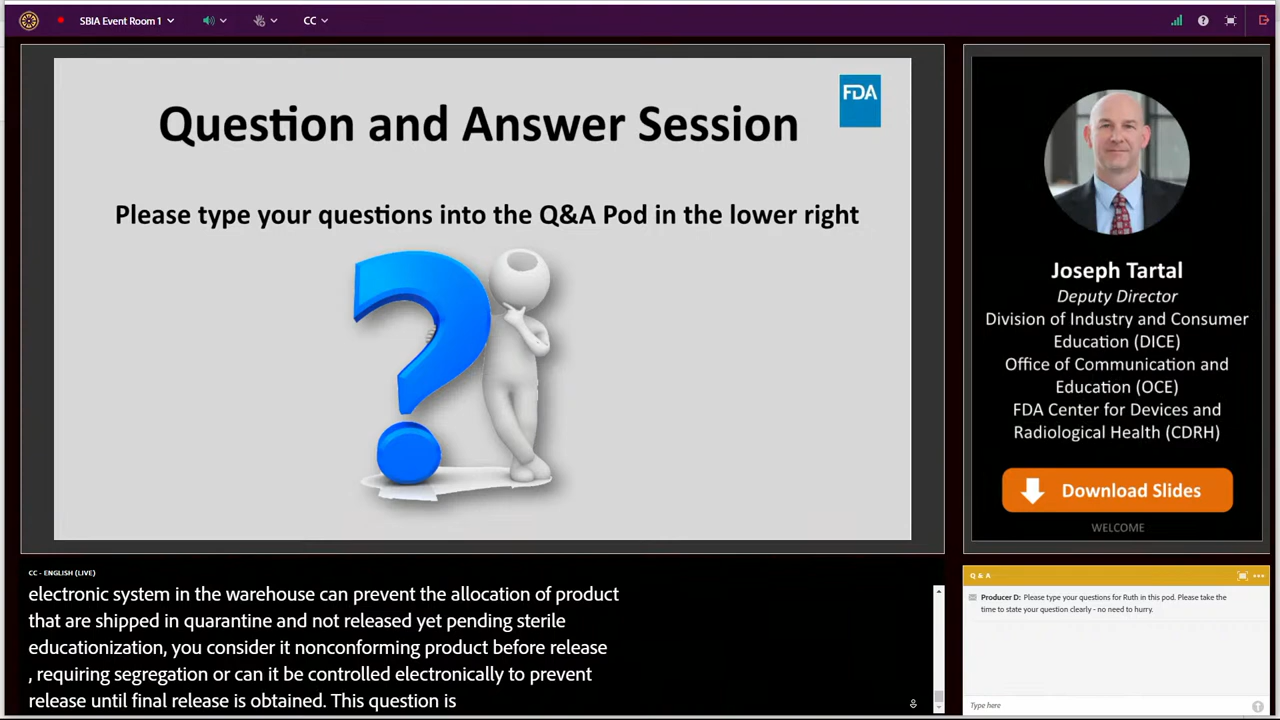 SBIA Event Room 1
CC
Question and Answer Session
FDA
Please type your questions into the Q&A Pod in the lower right
Joseph Tartal
Deputy Director
Division of Industry and Consumer
Education (DICE)
Office of Communication and
Education (OCE)
FDA Center for Devices and
Radiological Health (CDRH)
Download Slides
WELCOME
CC - ENGLISH (LIVE)
electronic system in the warehouse can prevent the allocation of product
that are shipped in quarantine and not released yet pending sterile
educationization, you consider it nonconforming product before release
, requiring segregation or can it be controlled electronically to prevent
release until final release is obtained. This question is
Q & A
Producer D: Please type your questions for Ruth in this pod. Please take the
time to state your question clearly - no need to hurry.
Type here